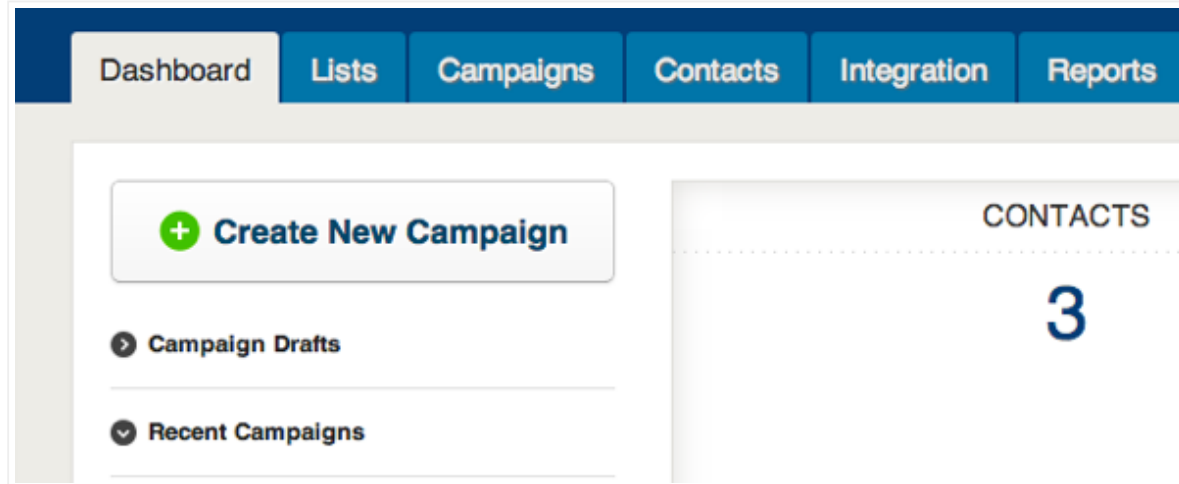 Dashboard Lists Campaigns Contacts Integration Reports
Create New Campaign
Campaign Drafts
Recent Campaigns
CONTACTS
3